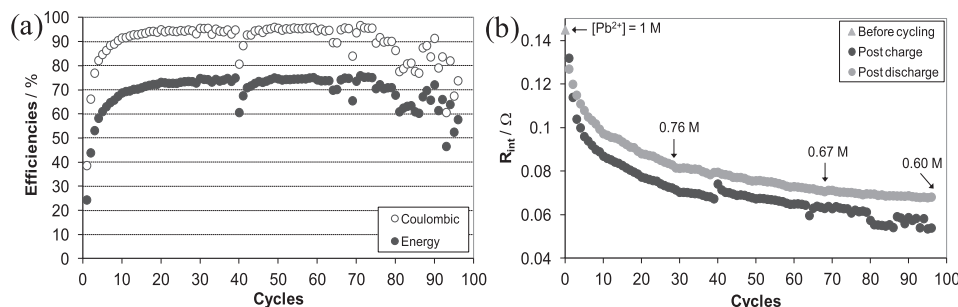 (a)
100
90
80
70
60
50
40
30
20
10
0
Efficiencies / %
Coulombic
Energy
0 10 20 30 40 50 60 70 80 90 100
Cycles
(b)
0.14
0.12
0.1
0.08
0.06
0.04
Rint / Ω
[Pb2+] = 1 M
Before cycling
Post charge
Post discharge
0.76 M
0.67 M
0.60 M
0 10 20 30 40 50 60 70 80 90 100
Cycles